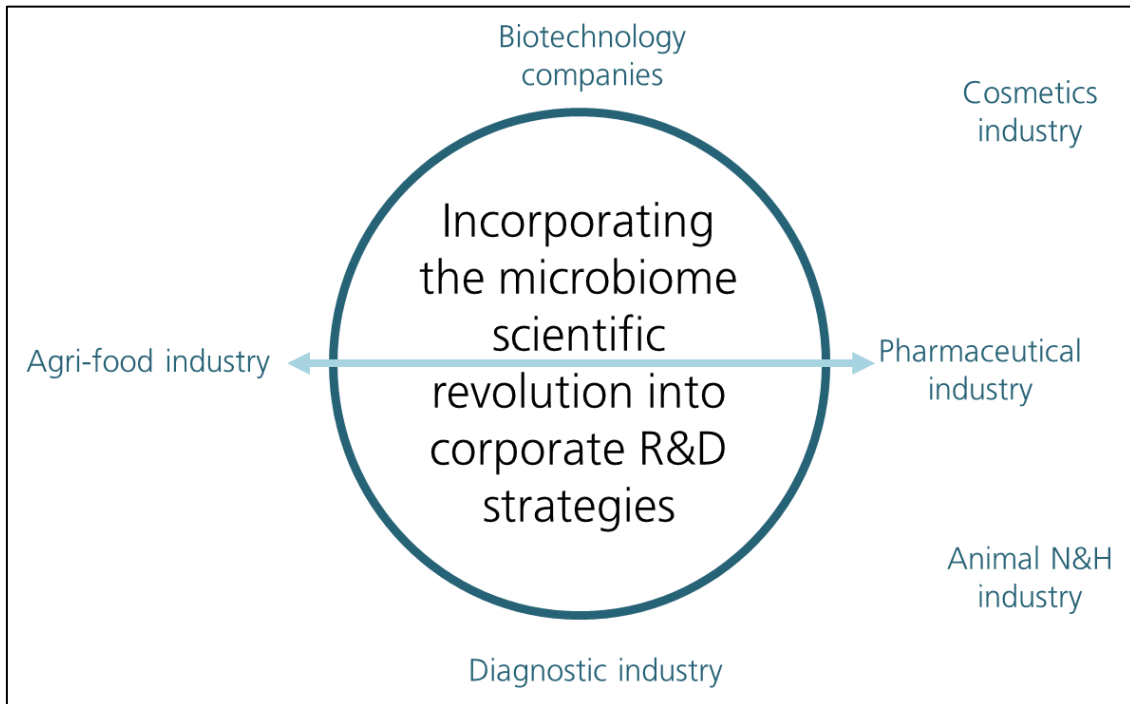 Biotechnology
companies
Cosmetics
industry
Incorporating
the microbiome
scientific
revolution into
corporate R&D
strategies
Agri-food industry
Pharmaceutical
industry
Animal N&H
industry
Diagnostic industry